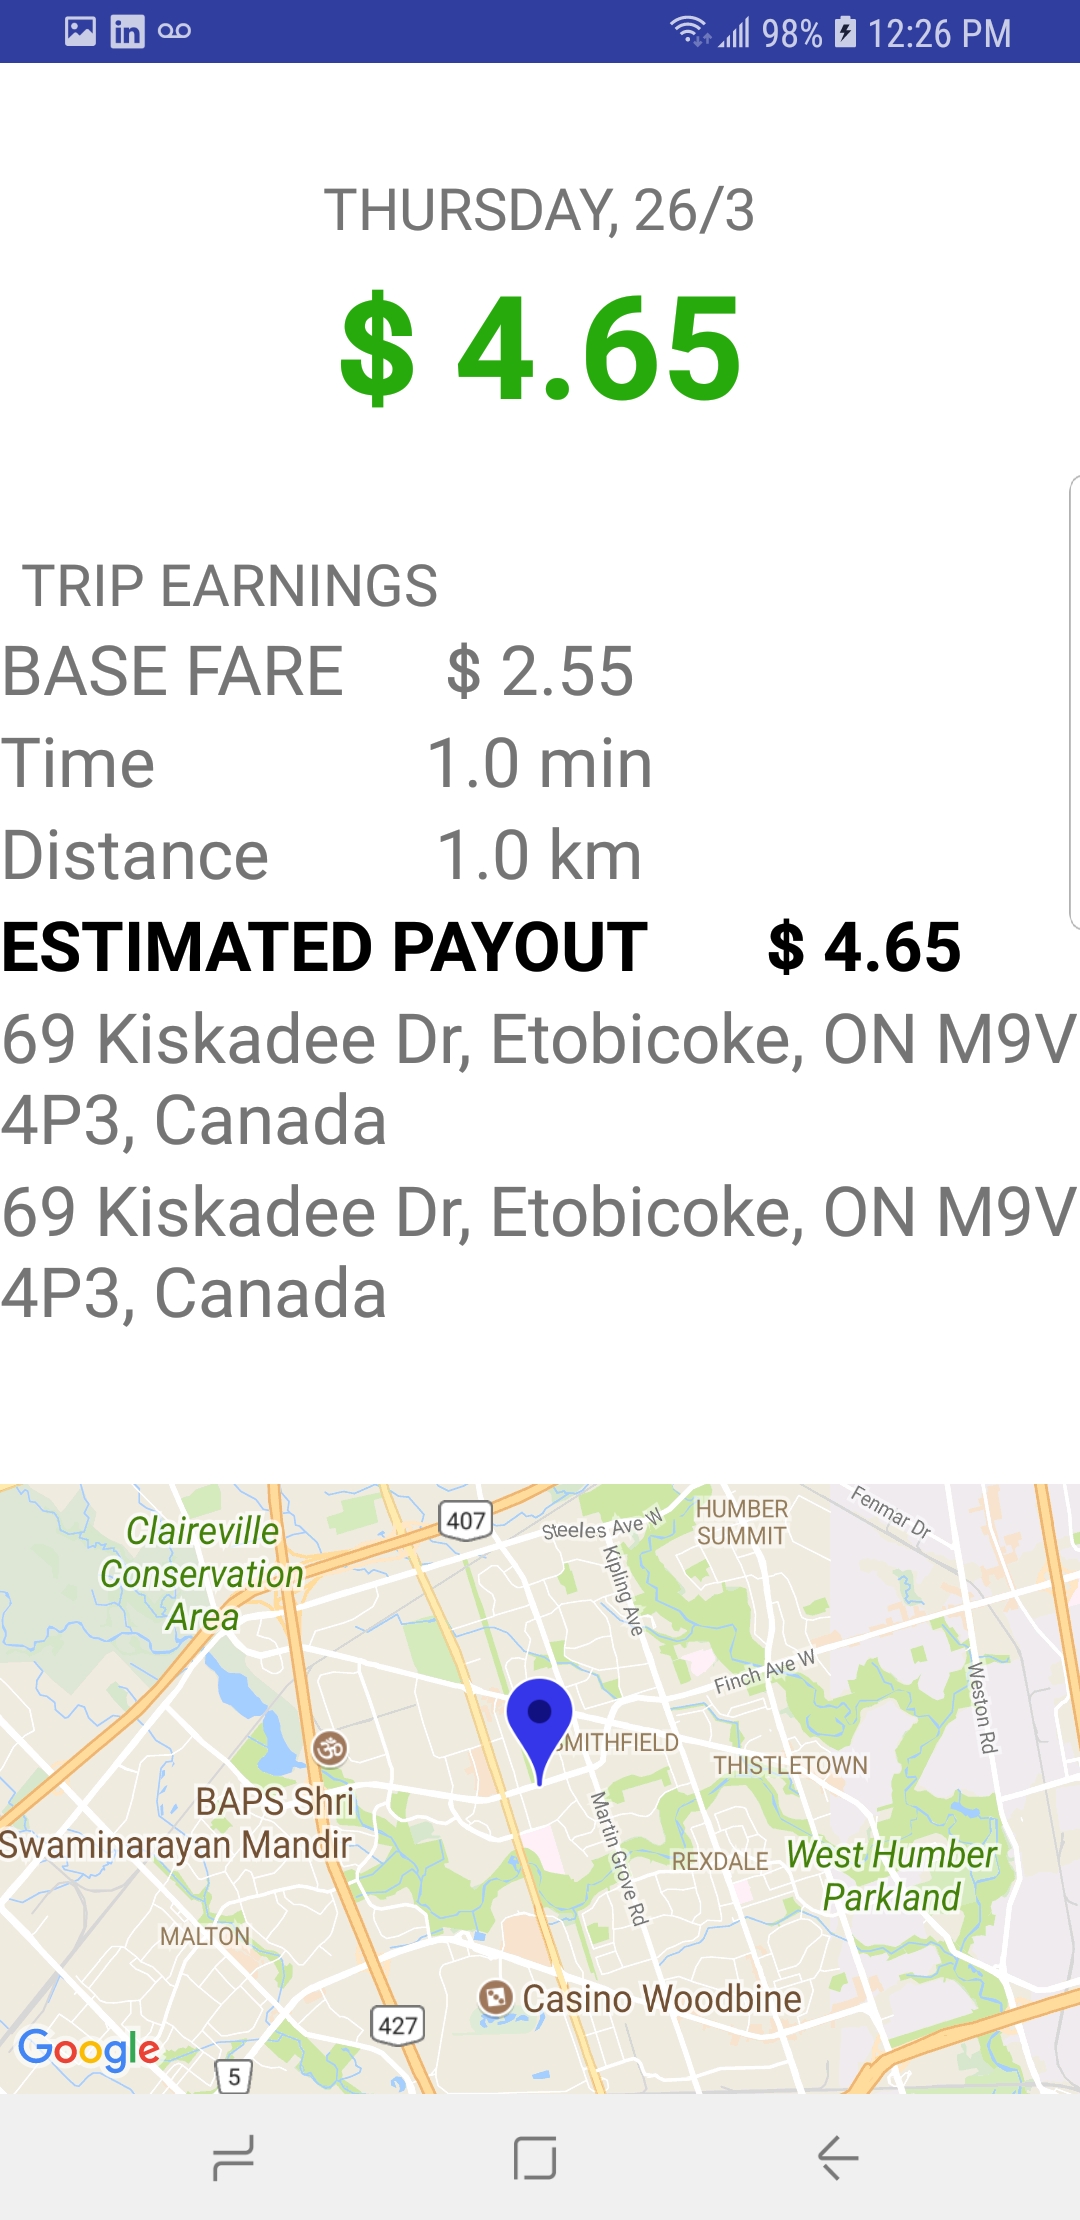 98% 12:26 PM
THURSDAY, 26/3
$ 4.65
TRIP EARNINGS
BASE FARE $ 2.55
Time 1.0 min
Distance 1.0 km
ESTIMATED PAYOUT $ 4.65
69 Kiskadee Dr, Etobicoke, ON M9V
4P3, Canada
69 Kiskadee Dr, Etobicoke, ON M9V
4P3, Canada
Claireville
Conservation
Area
407
Steeles Ave W
HUMBER
SUMMIT
Fenmar Dr
Kipling Ave
Finch Ave W
Weston Rd
SMITHFIELD
THISTLETOWN
BAPS Shri
Swaminarayan Mandir
Martin Grove Rd
REXDALE
West Humber
Parkland
MALTON
Casino Woodbine
427
Google
5